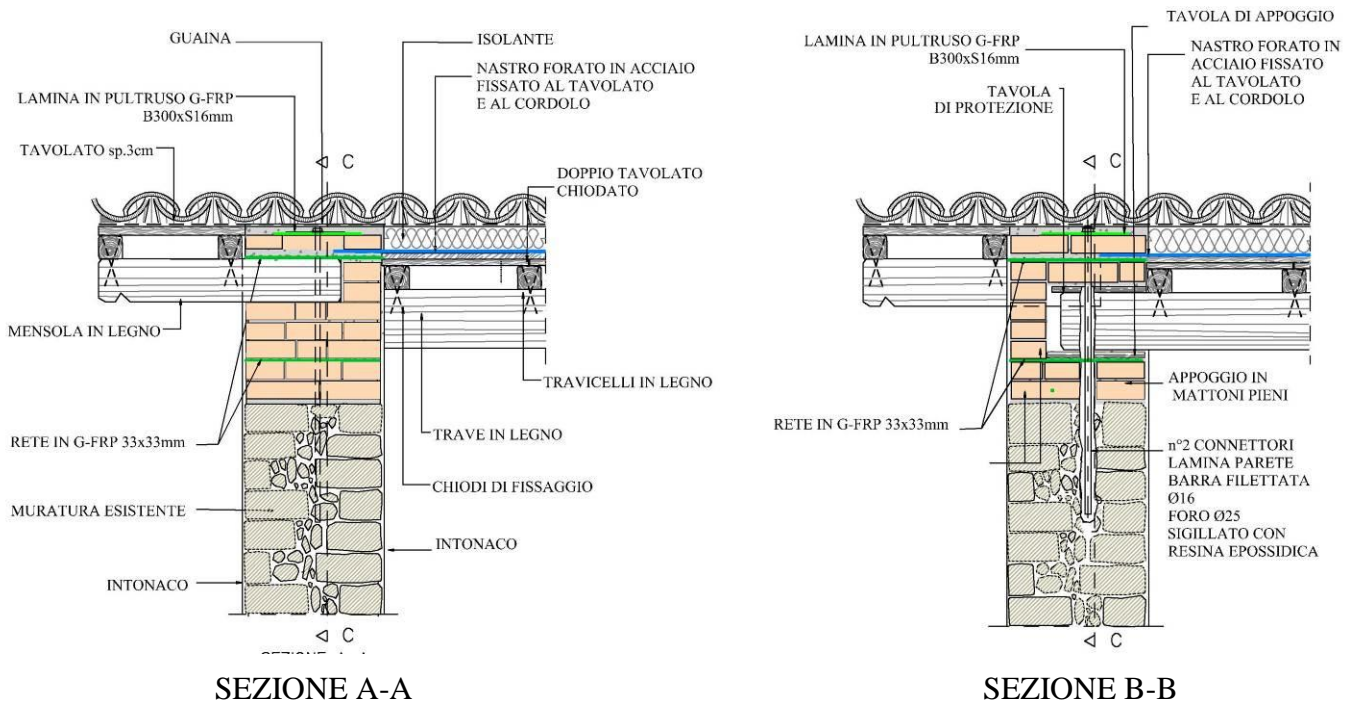 GUAINA
ISOLANTE
NASTRO FORATO IN ACCIAIO
FISSATO AL TAVOLATO
E AL CORDOLO
LAMINA IN PULTRUSO G-FRP
B300xS16mm
TAVOLATO sp.3cm
C
DOPPIO TAVOLATO
CHIODATO
MENSOLA IN LEGNO
TRAVICELLI IN LEGNO
RETE IN G-FRP 33x33mm
TRAVE IN LEGNO
CHIODI DI FISSAGGIO
MURATURA ESISTENTE
INTONACO
INTONACO
C
SEZIONE A-A
TAVOLA DI APPOGGIO
LAMINA IN PULTRUSO G-FRP
B300xS16mm
NASTRO FORATO IN
ACCIAIO FISSATO
AL TAVOLATO
E AL CORDOLO
TAVOLA
DI PROTEZIONE
C
APPOGGIO IN
MATTONI PIENI
RETE IN G-FRP 33x33mm
n°2 CONNETTORI
LAMINA PARETE
BARRA FILETTATA
Ø16
FORO Ø25
SIGILLATO CON
RESINA EPOSSIDICA
C
SEZIONE B-B